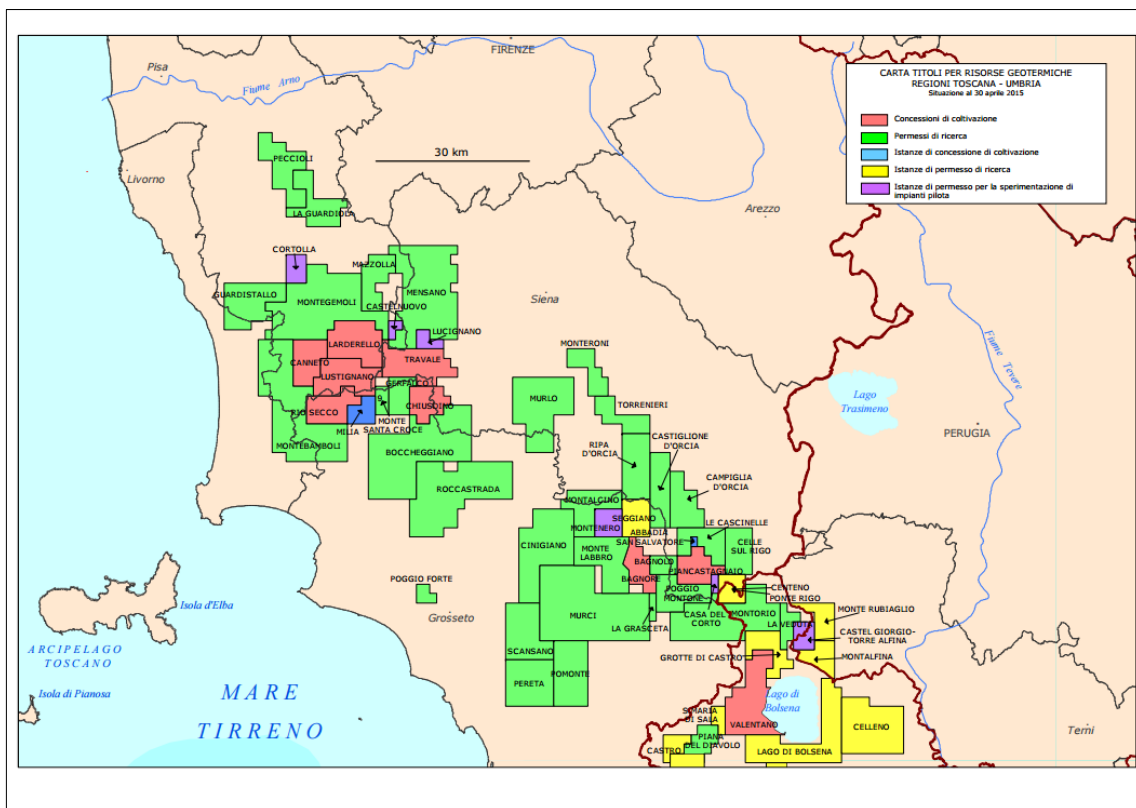 FIRENZE
Pisa
Fiume Arno
CARTA TITOLI PER RISORSE GEOTERMICHE
REGIONI TOSCANA - UMBRIA
Situazione al 30 aprile 2015
Concessioni di coltivazione
Permessi di ricerca
Istanze di concessione di coltivazione
Istanze di permesso di ricerca
Istanze di permesso per la sperimentazione di
impianti pilota
30 km
PECCIOLI
Livorno
LA GUARDIOLA
Arezzo
CORTOLLA
MAZZOLLA
GUARDISTALLO
MONTEGEMOLI
MENSANO
CASTELNUOVO
Siena
LUCIGNANO
LARDERELLO
MONTERONI
CANNETO
TRAVALE
LUSTIGNANO
GERFALCO
Fiume Tevere
Lago
Trasimeno
RIO SECCO
9
CHIUSDINO
MURLO
TORRENIERI
MILIA
MONTE
SANTA CROCE
PERUGIA
MONTEBAMBOLI
BOCCHEGGIANO
RIPA
D'ORCIA
CASTIGLIONE
D'ORCIA
ROCCASTRADA
CAMPIGLIA
D'ORCIA
MONTALCINO
SEGGIANO
MONTENERO
LE CASCINELLE
ABBADIA
SAN SALVATORE
CINIGIANO
MONTE
LABBRO
CELLE
SUL RIGO
BAGNOLO
PIANCASTAGNAIO
BAGNORE
POGGIO FORTE
POGGIO
MONTONE
CENTENO
PONTE RIGO
Isola d'Elba
Grosseto
MURCI
LA GRASCETA
CASA DEL
CORTO
MONTORIO
MONTE RUBIAGLIO
LA VEDUTA
CASTEL GIORGIO-
TORRE ALFINA
ARCIPELAGO
TOSCANO
SCANSANO
GROTTE DI CASTRO
MONTALFINA
POMONTE
PERETA
Isola di Pianosa
MARE
TIRRENO
Lago di
Bolsena
S.MARIA
DI SALA
VALENTANO
CELLENO
Terni
PIANA
DEL DIAVOLO
CASTRO
LAGO DI BOLSENA